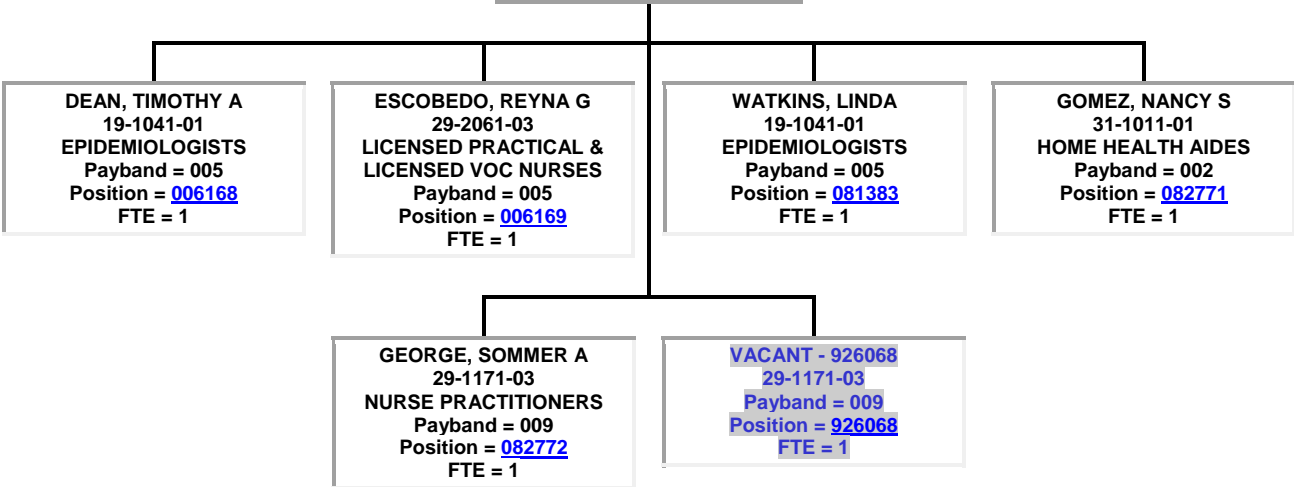 DEAN, TIMOTHY A
19-1041-01
EPIDEMIOLOGISTS
Payband = 005
Position = 006168
FTE = 1
ESCOBEDO, REYNA G
29-2061-03
LICENSED PRACTICAL &
LICENSED VOC NURSES
Payband = 005
Position = 006169
FTE = 1
WATKINS, LINDA
19-1041-01
EPIDEMIOLOGISTS
Payband = 005
Position = 081383
FTE = 1
GOMEZ, NANCY S
31-1011-01
HOME HEALTH AIDES
Payband = 002
Position = 082771
FTE = 1
GEORGE, SOMMER A
29-1171-03
NURSE PRACTITIONERS
Payband = 009
Position = 082772
FTE = 1
VACANT - 926068
29-1171-03
Payband = 009
Position = 926068
FTE = 1